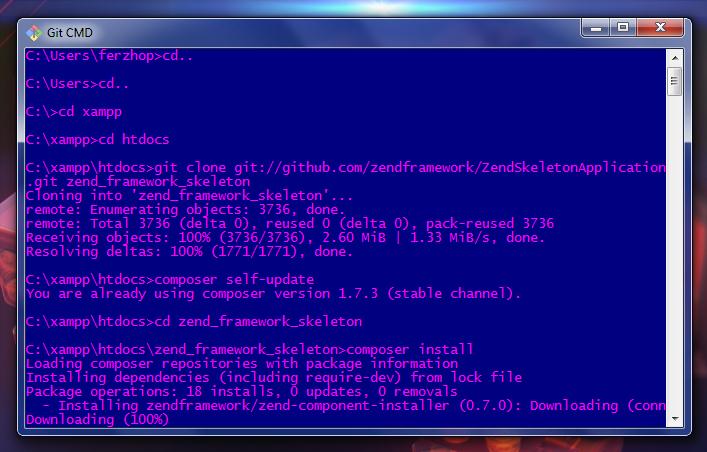 Git CMD
C:\Users\ferzhop>cd..
C:\Users>cd..
C:\>cd xampp
C:\xampp>cd htdocs
C:\xampp\htdocs>git clone git://github.com/zendframework/ZendSkeletonApplication
.git zend_framework_skeleton
Cloning into 'zend_framework_skeleton'...
remote: Enumerating objects: 3736, done.
remote: Total 3736 (delta 0), reused 0 (delta 0), pack-reused 3736
Receiving objects: 100% (3736/3736), 2.60 MiB | 1.33 MiB/s, done.
Resolving deltas: 100% (1771/1771), done.
C:\xampp\htdocs>composer self-update
You are already using composer version 1.7.3 (stable channel).
C:\xampp\htdocs>cd zend_framework_skeleton
C:\xampp\htdocs\zend_framework_skeleton>composer install
Loading composer repositories with package information
Installing dependencies (including require-dev) from lock file
Package operations: 18 installs, 0 updates, 0 removals
  - Installing zendframework/zend-component-installer (0.7.0): Downloading (conn
Downloading (100%)